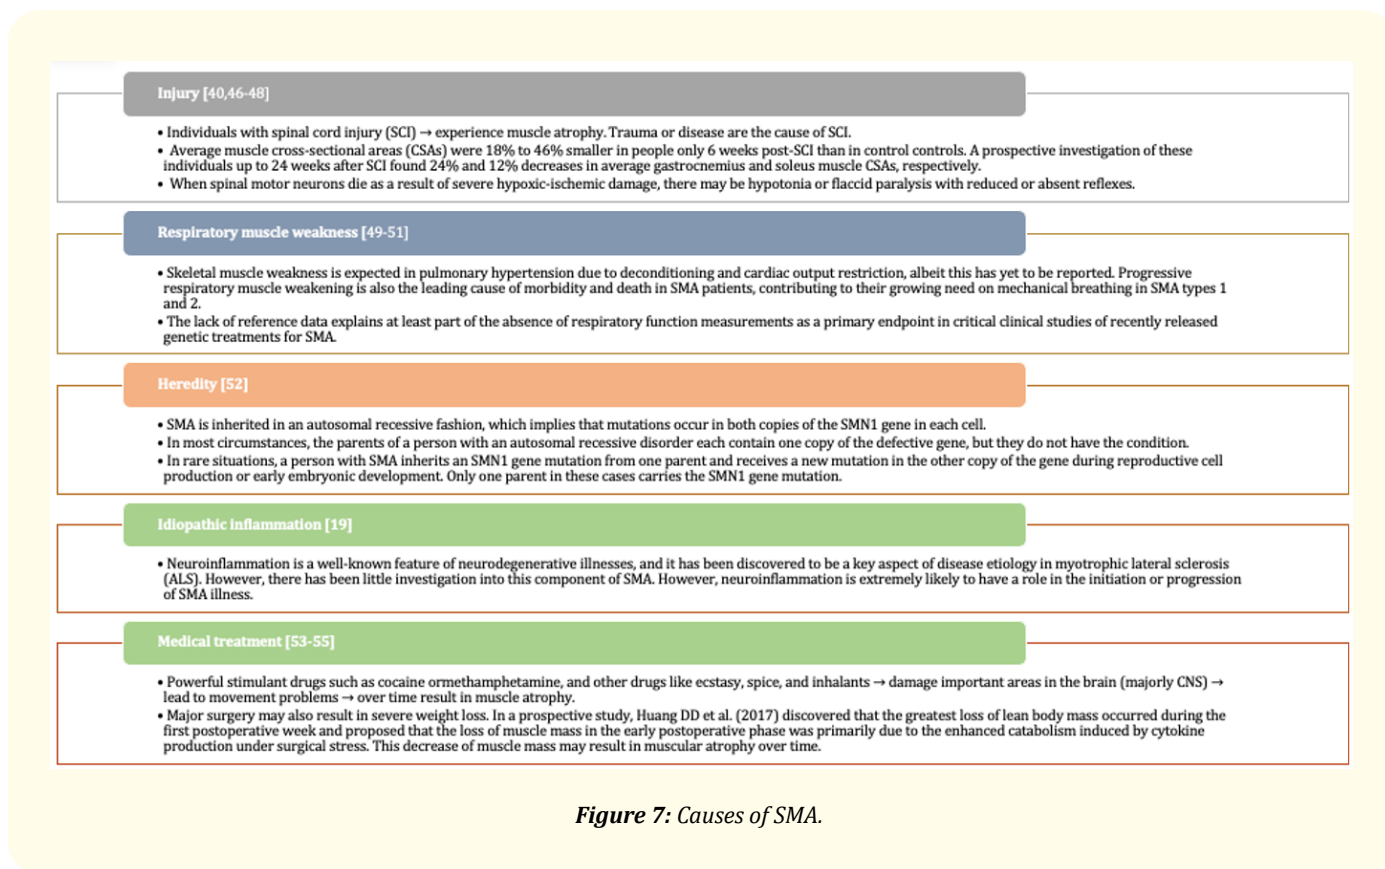 Injury [40,46-48]
• Individuals with spinal cord injury (SCI) → experience muscle atrophy. Trauma or disease are the cause of SCI.
• Average muscle cross-sectional areas (CSAs) were 18% to 46% smaller in people only 6 weeks post-SCI than in control controls. A prospective investigation of these
individuals up to 24 weeks after SCI found 24% and 12% decreases in average gastrocnemius and soleus muscle CSAs, respectively.
• When spinal motor neurons die as a result of severe hypoxic-ischemic damage, there may be hypotonia or flaccid paralysis with reduced or absent reflexes.
Respiratory muscle weakness [49-51]
• Skeletal muscle weakness is expected in pulmonary hypertension due to deconditioning and cardiac output restriction, albeit this has yet to be reported. Progressive
respiratory muscle weakening is also the leading cause of morbidity and death in SMA patients, contributing to their growing need on mechanical breathing in SMA types 1
and 2.
• The lack of reference data explains at least part of the absence of respiratory function measurements as a primary endpoint in critical clinical studies of recently released
genetic treatments for SMA.
Heredity [52]
• SMA is inherited in an autosomal recessive fashion, which implies that mutations occur in both copies of the SMN1 gene in each cell.
• In most circumstances, the parents of a person with an autosomal recessive disorder each contain one copy of the defective gene, but they do not have the condition.
• In rare situations, a person with SMA inherits an SMN1 gene mutation from one parent and receives a new mutation in the other copy of the gene during reproductive cell
production or early embryonic development. Only one parent in these cases carries the SMN1 gene mutation.
Idiopathic inflammation [19]
• Neuroinflammation is a well-known feature of neurodegenerative illnesses, and it has been discovered to be a key aspect of disease etiology in myotrophic lateral sclerosis
(ALS). However, there has been little investigation into this component of SMA. However, neuroinflammation is extremely likely to have a role in the initiation or progression
of SMA illness.
Medical treatment [53-55]
• Powerful stimulant drugs such as cocaine ormethamphetamine, and other drugs like ecstasy, spice, and inhalants → damage important areas in the brain (majorly CNS) →
lead to movement problems → over time result in muscle atrophy.
• Major surgery may also result in severe weight loss. In a prospective study, Huang DD et al. (2017) discovered that the greatest loss of lean body mass occurred during the
first postoperative week and proposed that the loss of muscle mass in the early postoperative phase was primarily due to the enhanced catabolism induced by cytokine
production under surgical stress. This decrease of muscle mass may result in muscular atrophy over time.
Figure 7: Causes of SMA.